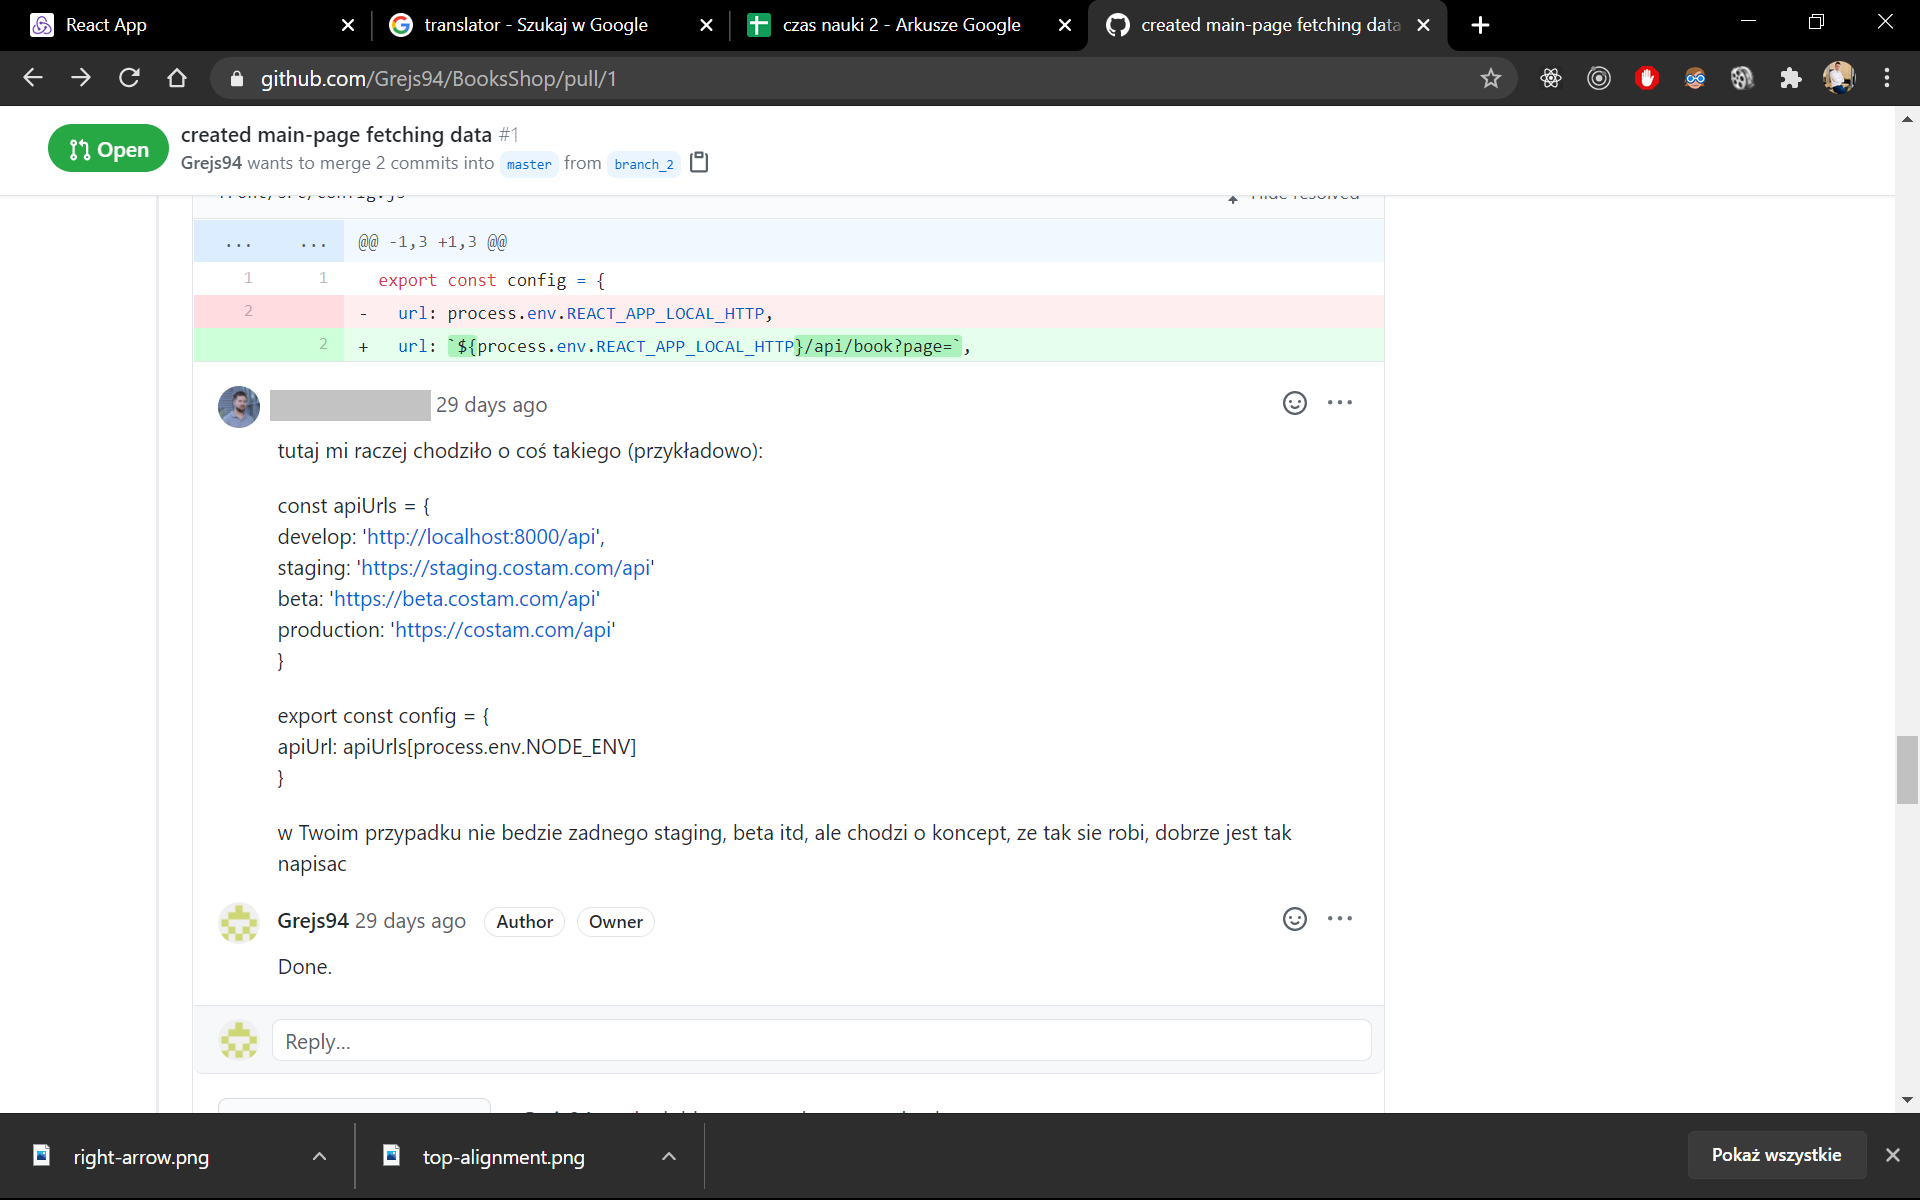 React App
translator - Szukaj w Google
czas nauki 2 - Arkusze Google
created main-page fetching data
github.com/Grejs94/BooksShop/pull/1
Open
created main-page fetching data #1
Grejs94 wants to merge 2 commits into master from branch_2
front/src/config.js
Hide resolved
... ... @@ -1,3 +1,3 @@
1 1 export const config = {
2 - url: process.env.REACT_APP_LOCAL_HTTP,
2 + url: `${process.env.REACT_APP_LOCAL_HTTP}/api/book?page=`,
29 days ago
tutaj mi raczej chodziło o coś takiego (przykładowo):
const apiUrls = {
develop: 'http://localhost:8000/api',
staging: 'https://staging.costam.com/api'
beta: 'https://beta.costam.com/api'
production: 'https://costam.com/api'
}
export const config = {
apiUrl: apiUrls[process.env.NODE_ENV]
}
w Twoim przypadku nie bedzie zadnego staging, beta itd, ale chodzi o koncept, ze tak sie robi, dobrze jest tak
napisac
Grejs94 29 days ago Author Owner
Done.
Reply...
right-arrow.png
top-alignment.png
Pokaż wszystkie